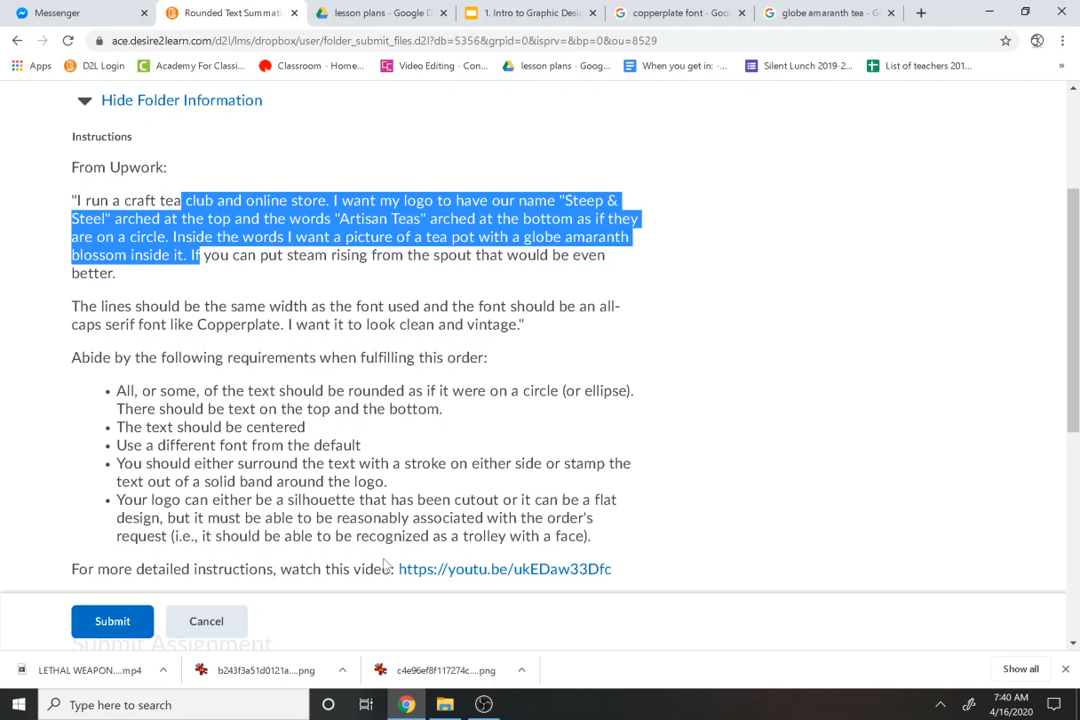 Messenger
Rounded Text Summati
lesson plans - Google D
1. Intro to Graphic Desi
copperplate font - Goog
globe amaranth tea - G
ace.desire2learn.com/d2l/lms/dropbox/user/folder_submit_files.d2l?db=5356&grpid=0&isprv=&bp=0&ou=8529
Apps
D2L Login
Academy For Classi...
Classroom - Home...
Video Editing - Con...
lesson plans - Goog...
When you get in: -...
Silent Lunch 2019-2...
List of teachers 201...
Hide Folder Information
Instructions
From Upwork:
"I run a craft tea club and online store. I want my logo to have our name "Steep &
Steel" arched at the top and the words "Artisan Teas" arched at the bottom as if they
are on a circle. Inside the words I want a picture of a tea pot with a globe amaranth
blossom inside it. If you can put steam rising from the spout that would be even
better.
The lines should be the same width as the font used and the font should be an all-
caps serif font like Copperplate. I want it to look clean and vintage."
Abide by the following requirements when fulfilling this order:
• All, or some, of the text should be rounded as if it were on a circle (or ellipse).
There should be text on the top and the bottom.
• The text should be centered
• Use a different font from the default
• You should either surround the text with a stroke on either side or stamp the
text out of a solid band around the logo.
• Your logo can either be a silhouette that has been cutout or it can be a flat
design, but it must be able to be reasonably associated with the order's
request (i.e., it should be able to be recognized as a trolley with a face).
For more detailed instructions, watch this video: https://youtu.be/ukEDaw33Dfc
Submit
Cancel
Submit Assignment
LETHAL WEAPON....mp4
b243f3a51d0121a....png
c4e96ef8f117274c....png
Show all
Type here to search
7:40 AM
4/16/2020